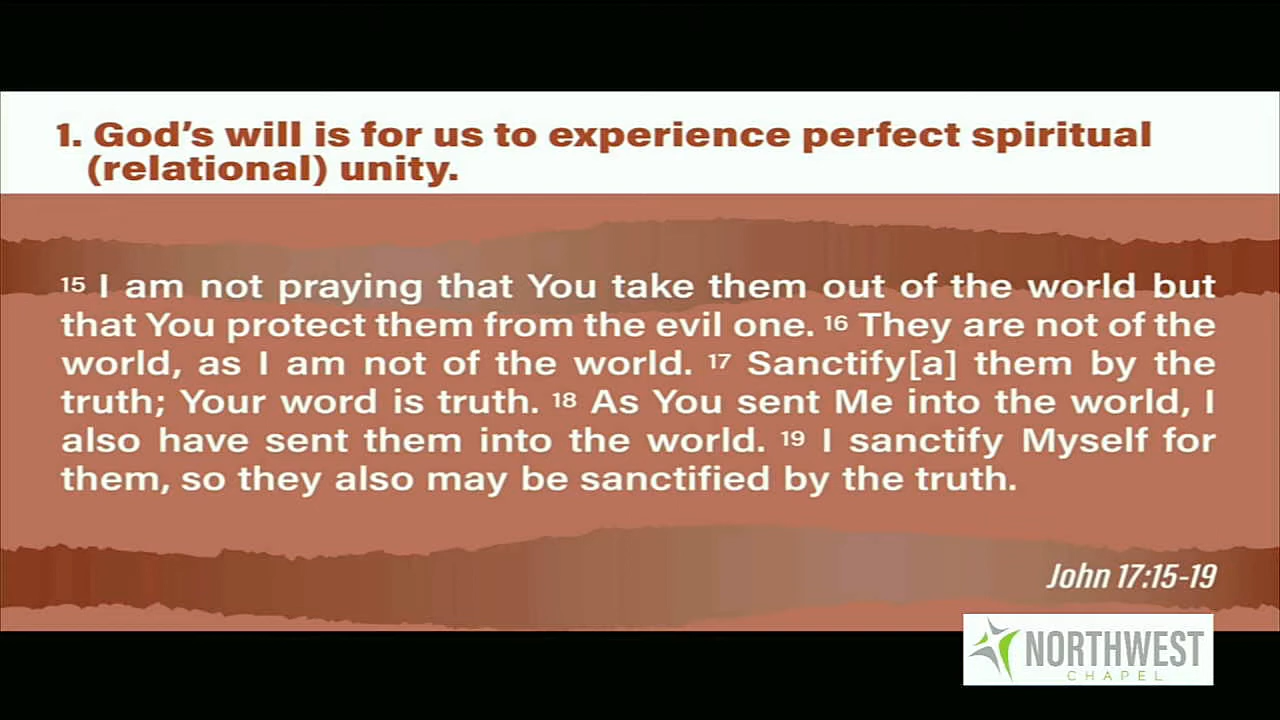 1. God's will is for us to experience perfect spiritual
(relational) unity.
15 I am not praying that You take them out of the world but
that You protect them from the evil one. 16 They are not of the
world, as I am not of the world. 17 Sanctify[a] them by the
truth; Your word is truth. 18 As You sent Me into the world, I
also have sent them into the world. 19 I sanctify Myself for
them, so they also may be sanctified by the truth.
John 17:15-19
NORTHWEST
CHAPEL